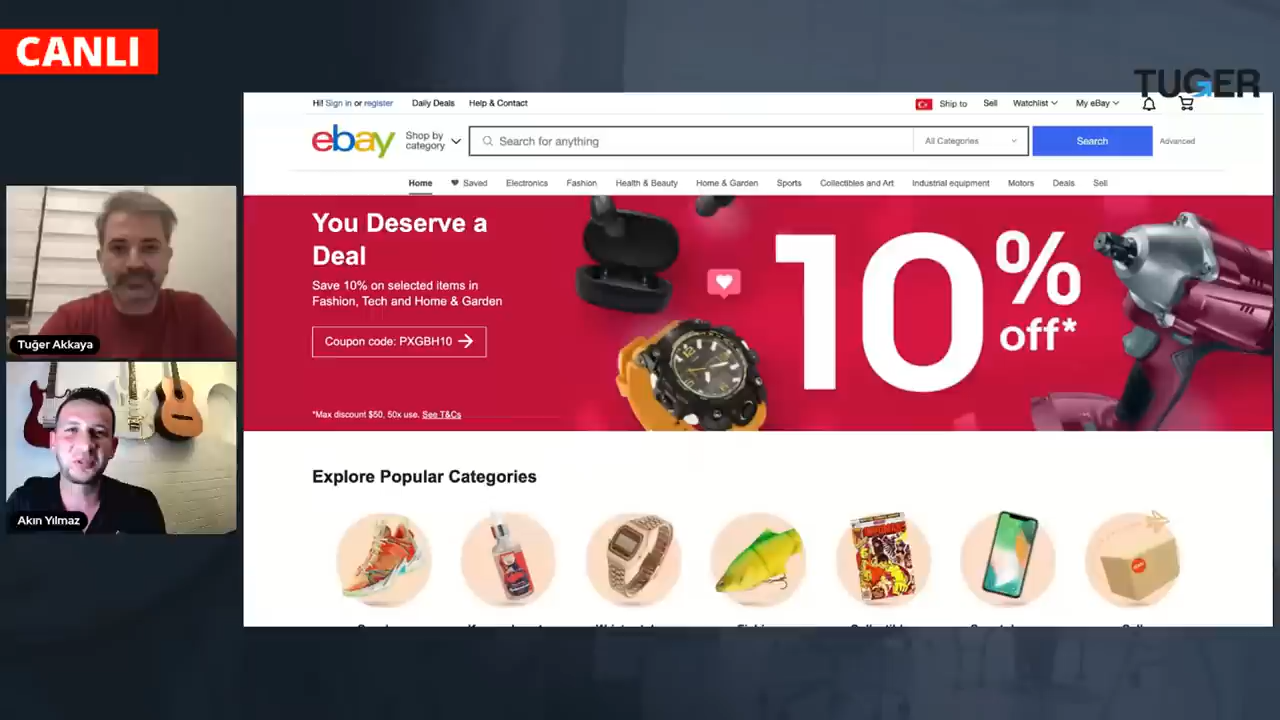 CANLI
TUGER
Hi! Sign in or register Daily Deals Help & Contact Ship to Sell Watchlist My eBay
ebay Shop by category Search for anything All Categories Search Advanced
Home Saved Electronics Fashion Health & Beauty Home & Garden Sports Collectibles and Art Industrial equipment Motors Deals Sell
You Deserve a
Deal
Save 10% on selected items in
Fashion, Tech and Home & Garden
Coupon code: PXGBH10
*Max discount $50, 50x use. See T&Cs
10%
off*
Tuğer Akkaya
Akın Yılmaz
Explore Popular Categories